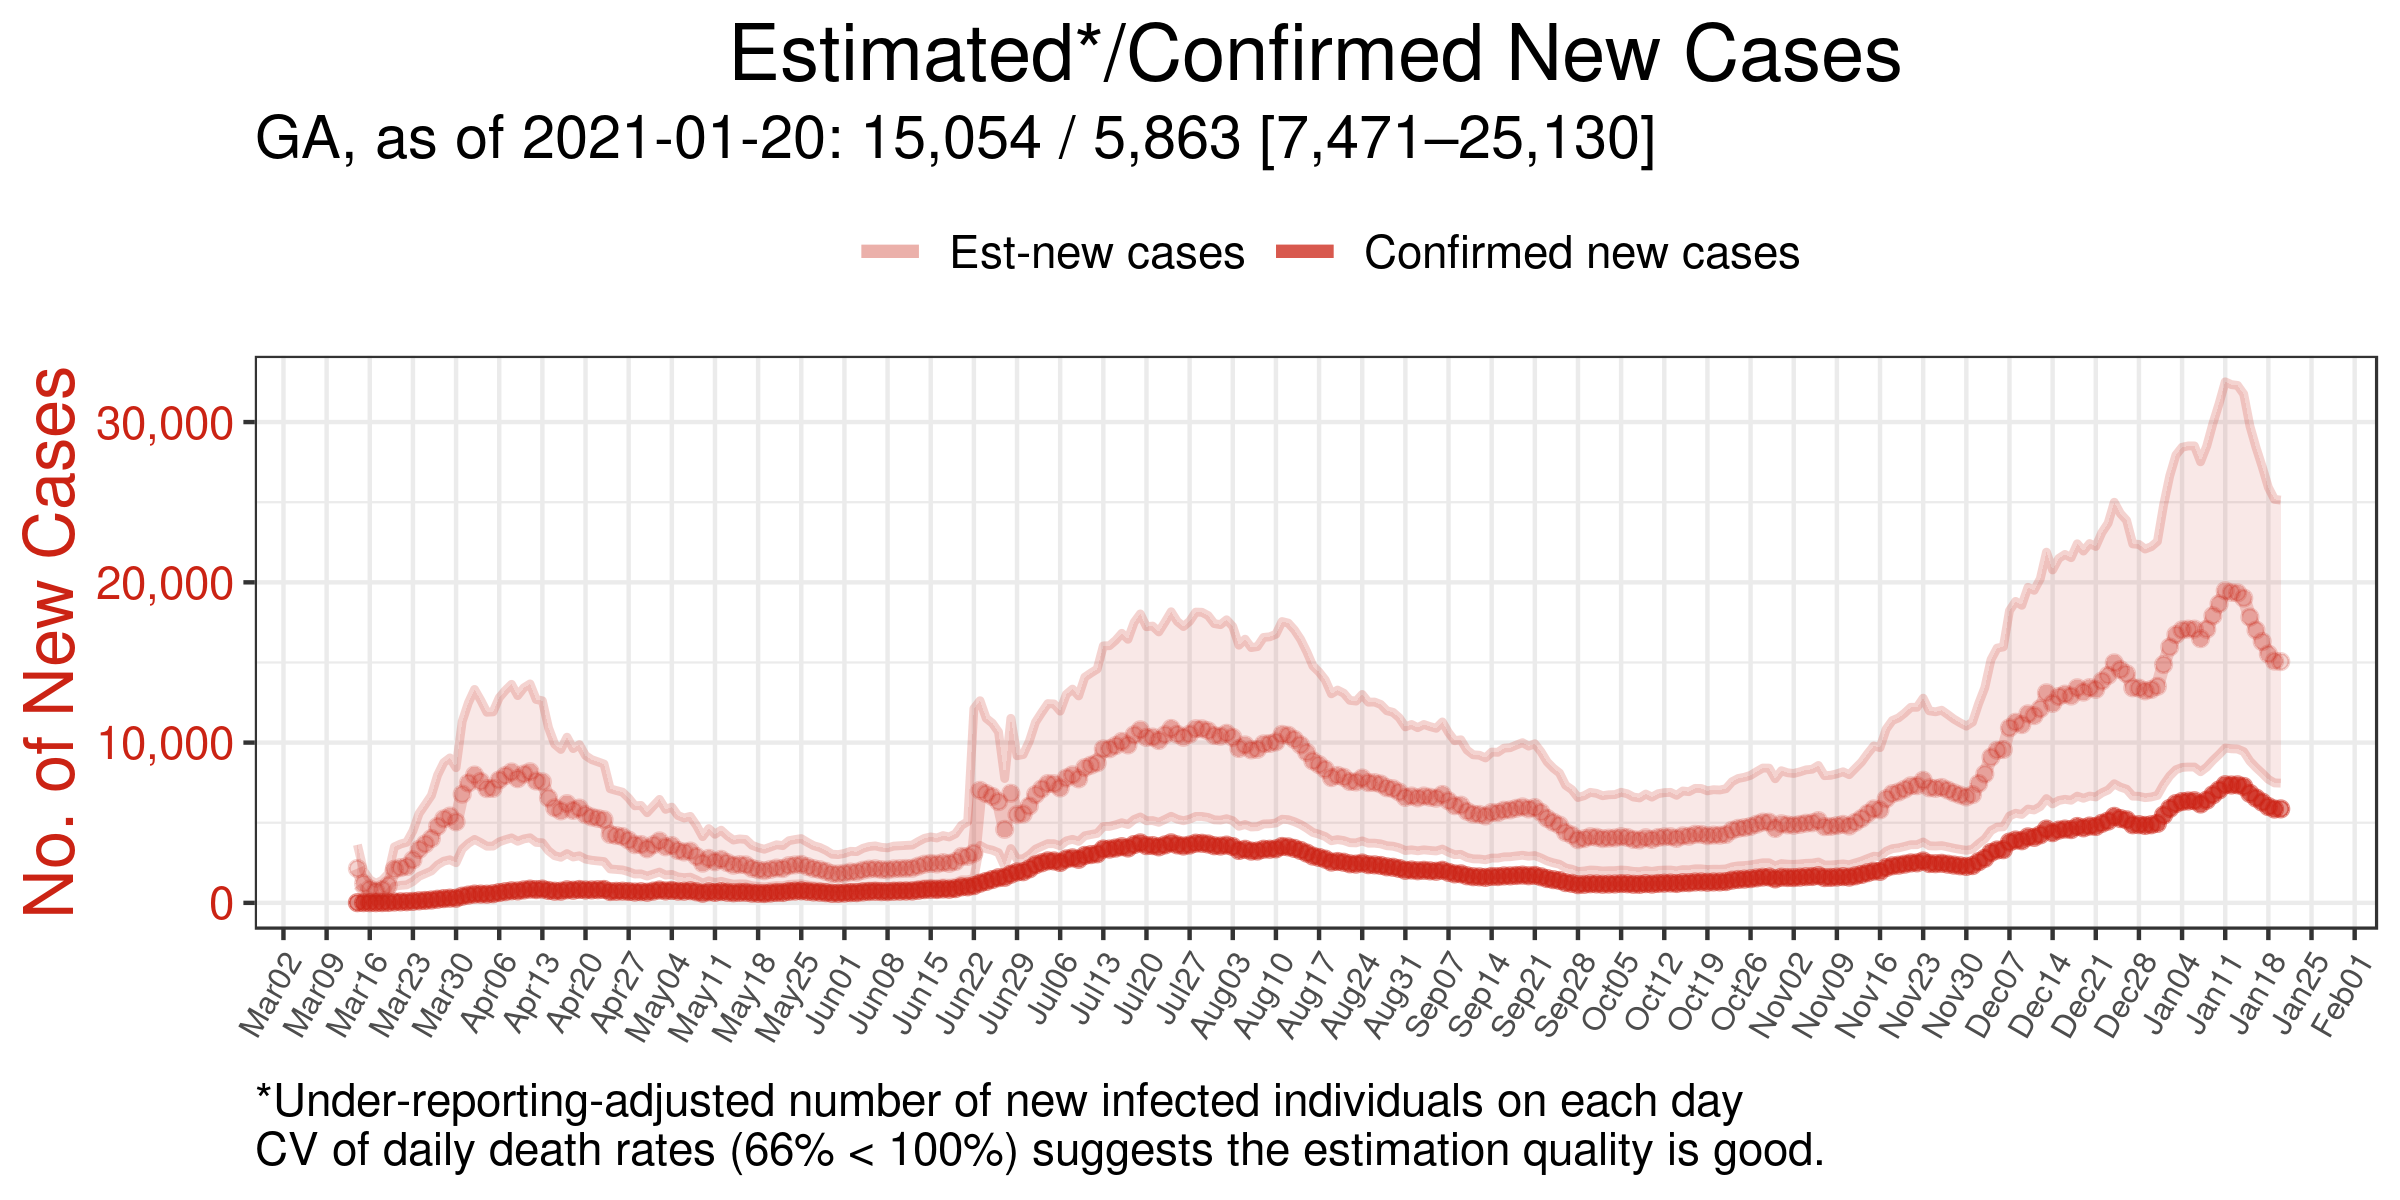 Estimated*/Confirmed New Cases
GA, as of 2021-01-20: 15,054 / 5,863 [7,471–25,130]
Est-new cases
Confirmed new cases
No. of New Cases
30,000
20,000
10,000
0
Mar02
Mar09
Mar16
Mar23
Mar30
Apr06
Apr13
Apr20
Apr27
May04
May11
May18
May25
Jun01
Jun08
Jun15
Jun22
Jun29
Jul06
Jul13
Jul20
Jul27
Aug03
Aug10
Aug17
Aug24
Aug31
Sep07
Sep14
Sep21
Sep28
Oct05
Oct12
Oct19
Oct26
Nov02
Nov09
Nov16
Nov23
Nov30
Dec07
Dec14
Dec21
Dec28
Jan04
Jan11
Jan18
Jan25
Feb01
*Under-reporting-adjusted number of new infected individuals on each day
CV of daily death rates (66% < 100%) suggests the estimation quality is good.